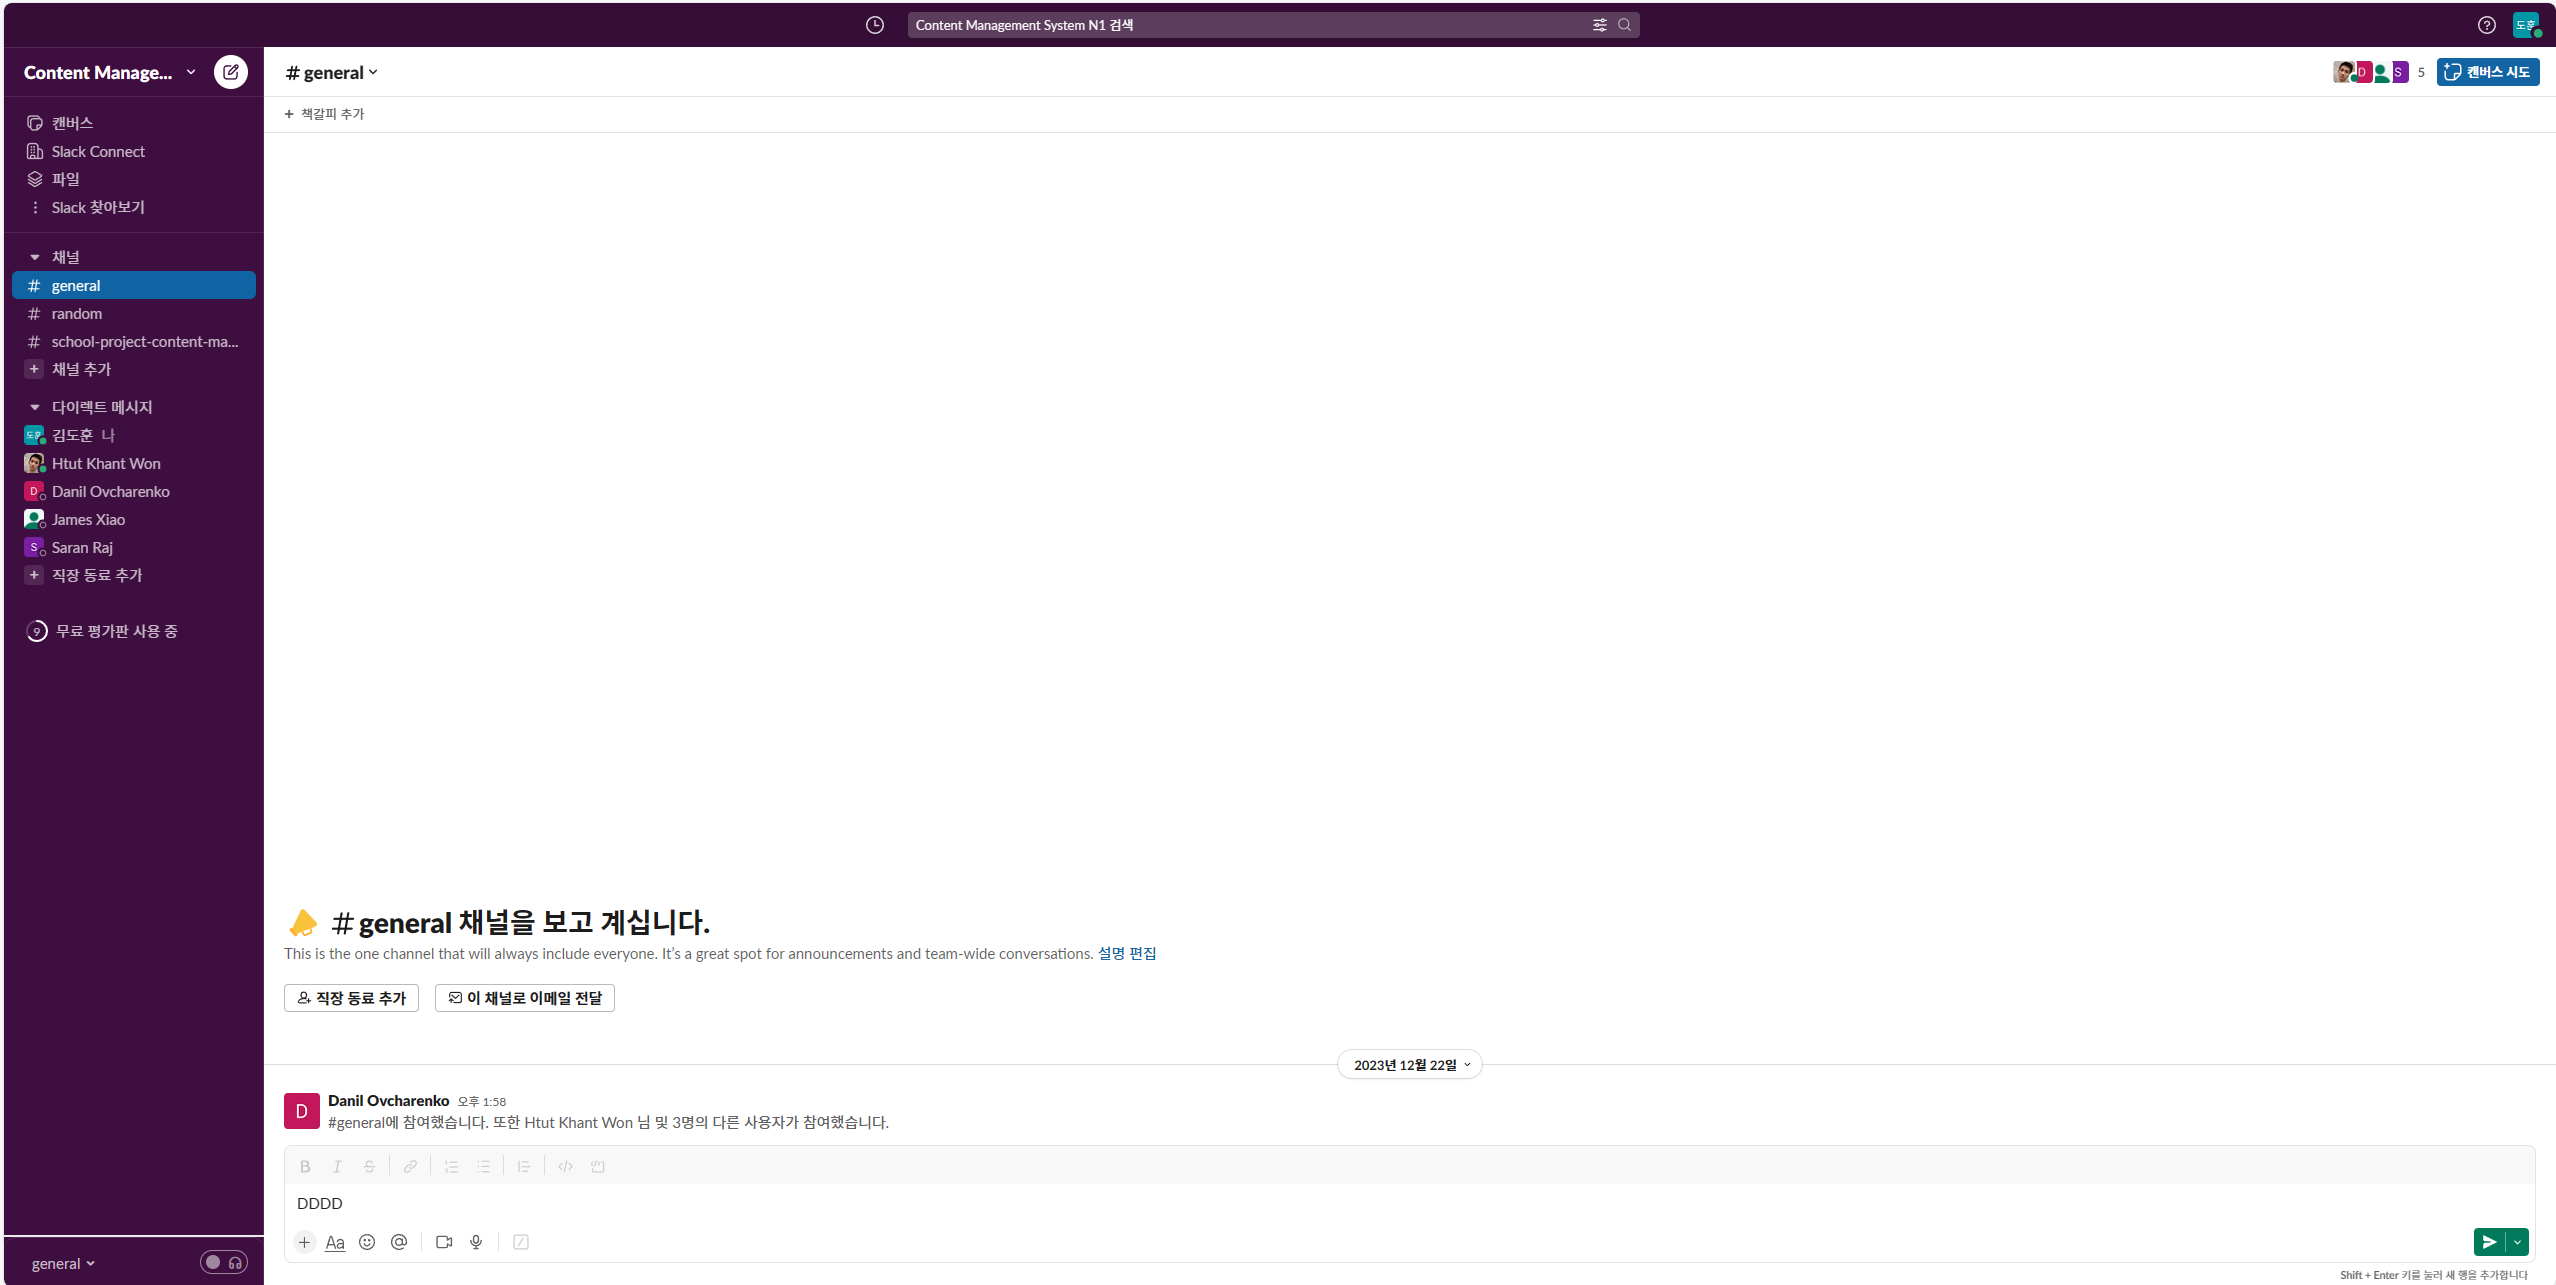 Content Management System N1 검색
도훈
Content Manage...
# general
D
S
5
캔버스 시도
+ 책갈피 추가
캔버스
Slack Connect
파일
Slack 찾아보기
채널
# general
# random
# school-project-content-ma...
+ 채널 추가
다이렉트 메시지
도훈 김도훈 나
Htut Khant Won
D Danil Ovcharenko
James Xiao
S Saran Raj
+ 직장 동료 추가
9 무료 평가판 사용 중
# general 채널을 보고 계십니다.
This is the one channel that will always include everyone. It's a great spot for announcements and team-wide conversations. 설명 편집
직장 동료 추가
이 채널로 이메일 전달
2023년 12월 22일
D
Danil Ovcharenko 오후 1:58
#general에 참여했습니다. 또한 Htut Khant Won 님 및 3명의 다른 사용자가 참여했습니다.
B I S
DDDD
+ Aa @
general
Shift + Enter 키를 눌러 새 행을 추가합니다